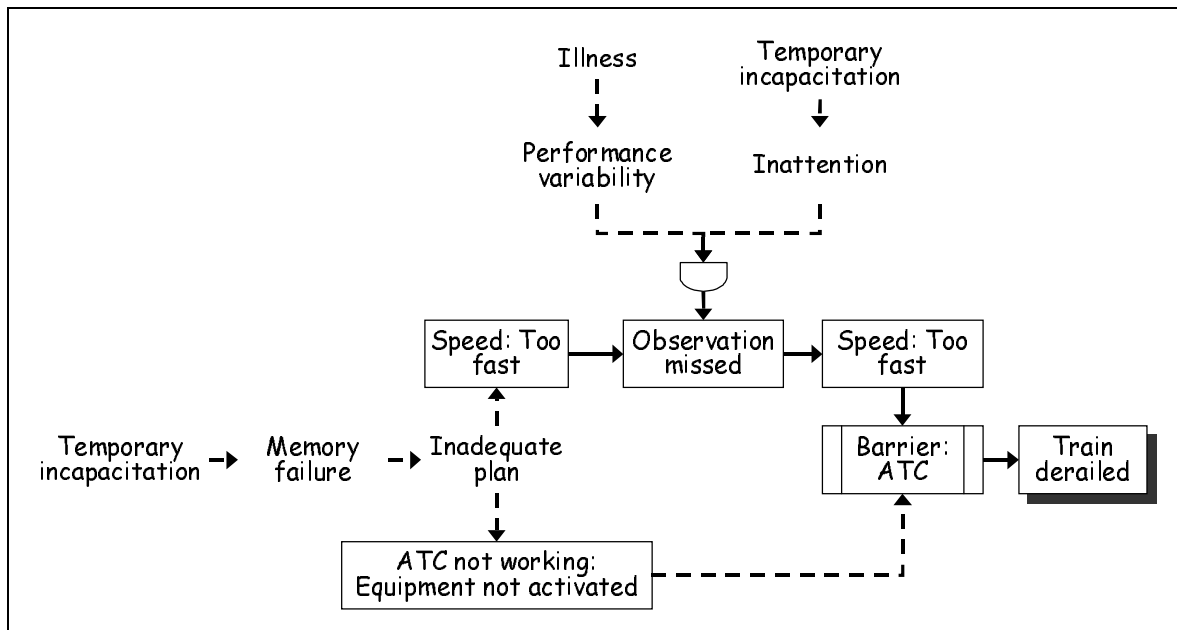 Illness
Temporary
incapacitation
Performance
variability
Inattention
Speed: Too
fast
Observation
missed
Speed: Too
fast
Temporary
incapacitation
Memory
failure
Inadequate
plan
Barrier:
ATC
Train
derailed
ATC not working:
Equipment not activated